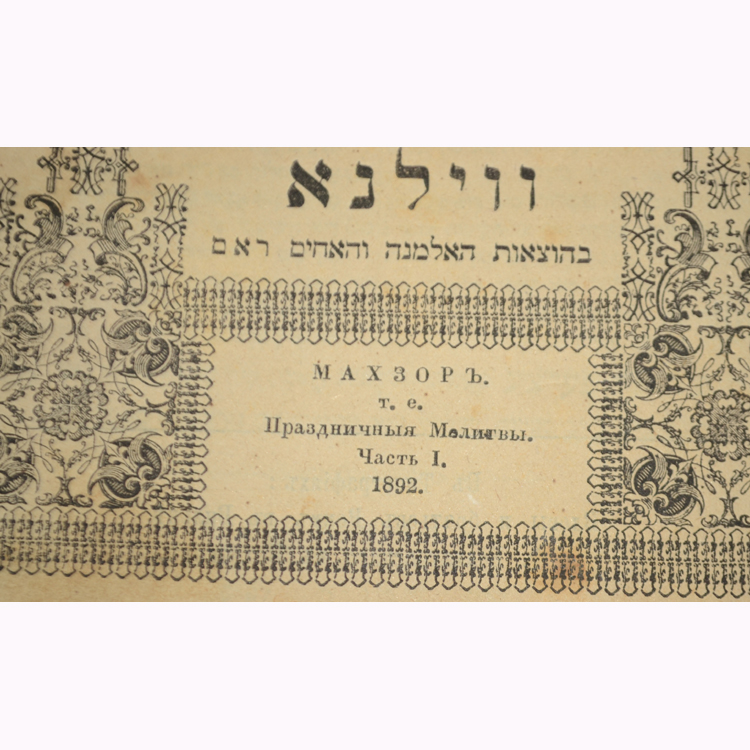 ווילנא
בהוצאות האלמנה והאחים ראם
МАХЗОРЪ.
т. е.
Праздничныя Молитвы.
Часть I.
1892.